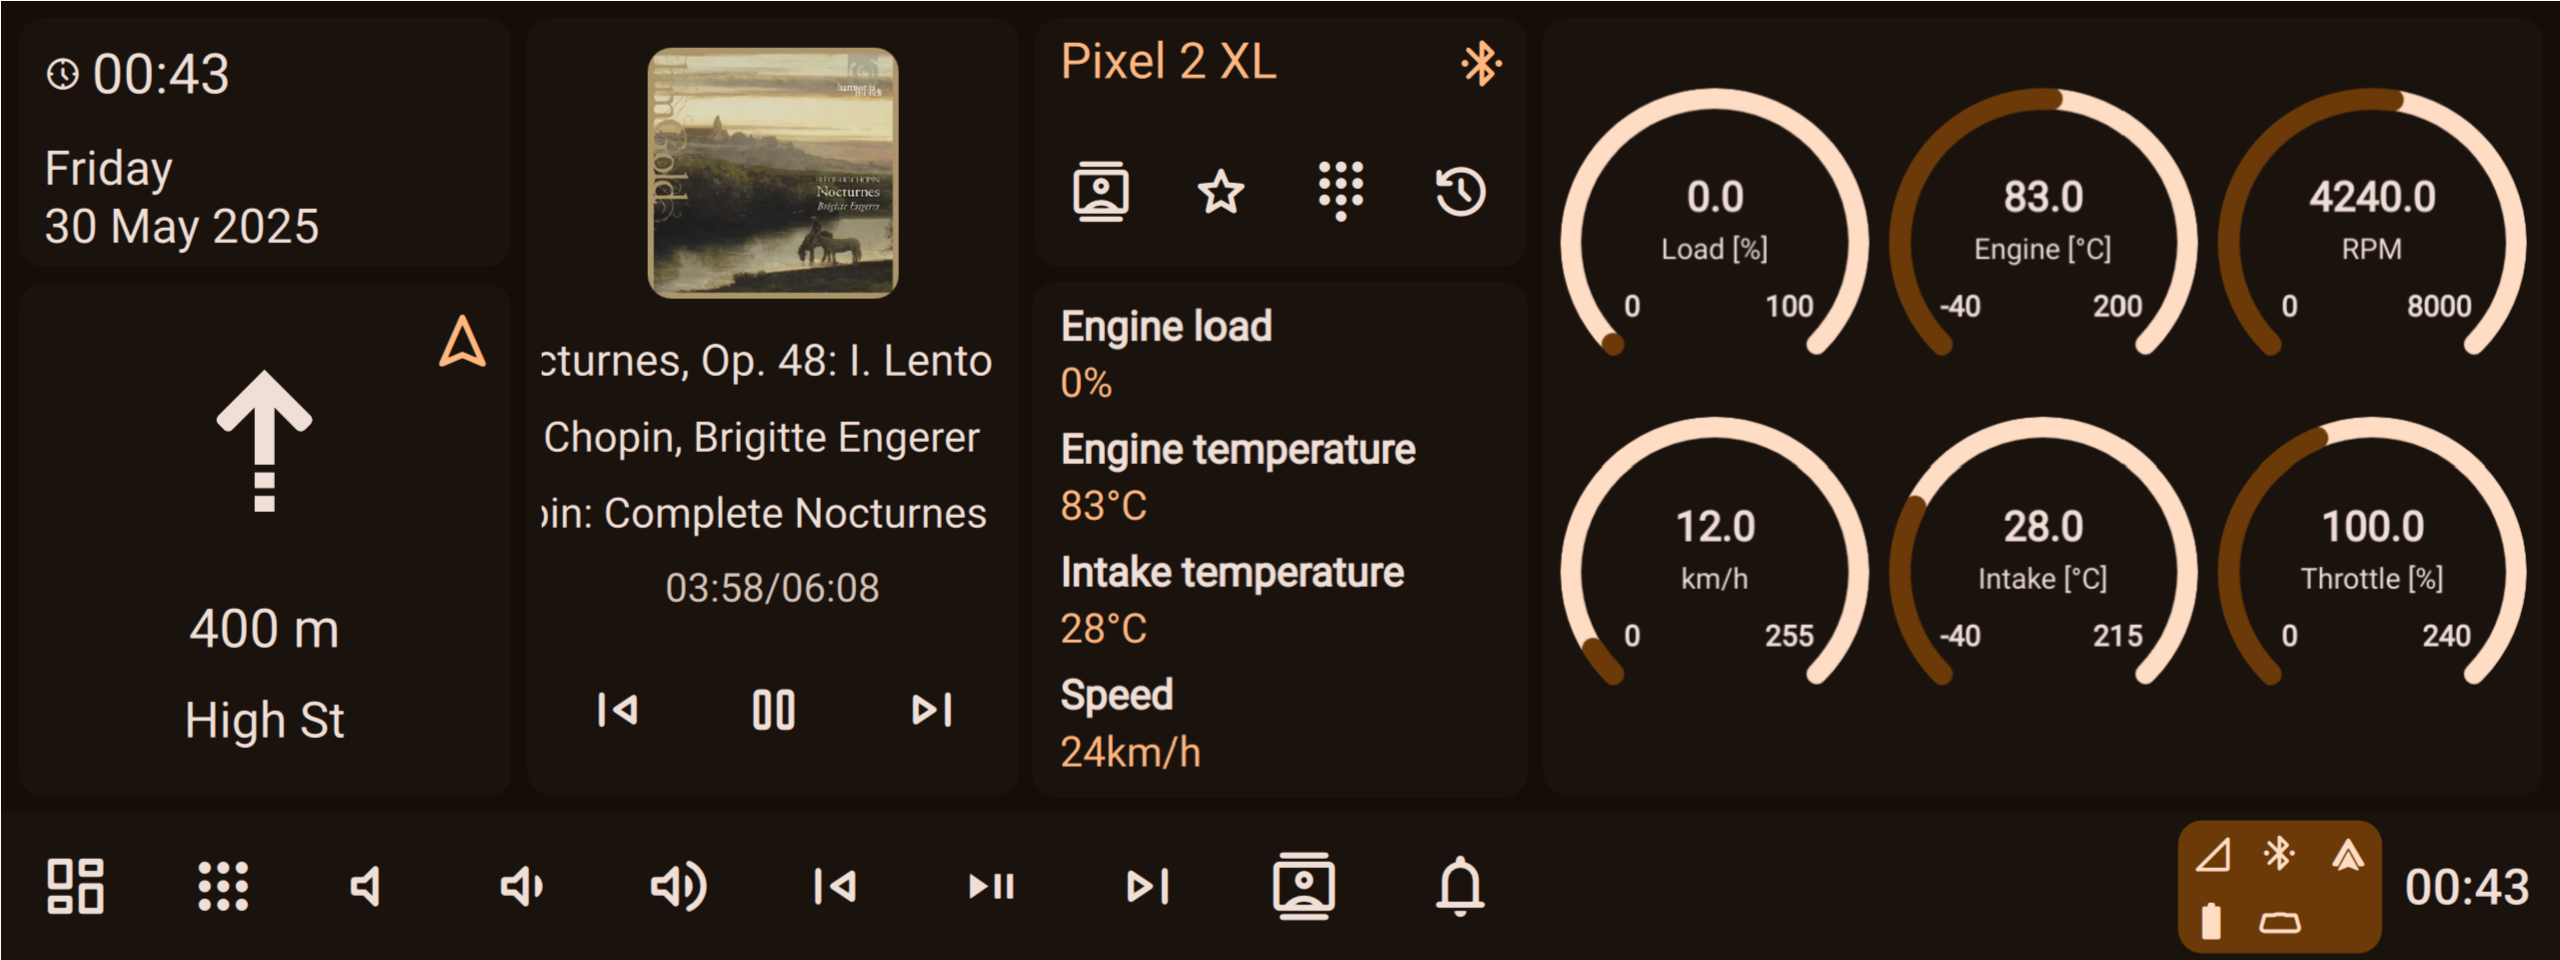 00:43
Friday
30 May 2025
400 m
High St
harmonia
mundi
FRÉDÉRIC CHOPIN
Nocturnes
Brigitte Engerer
cturnes, Op. 48: I. Lento
Chopin, Brigitte Engerer
pin: Complete Nocturnes
03:58/06:08
Pixel 2 XL
Engine load
0%
Engine temperature
83°C
Intake temperature
28°C
Speed
24km/h
0.0
Load [%]
0 100
83.0
Engine [°C]
-40 200
4240.0
RPM
0 8000
12.0
km/h
0 255
28.0
Intake [°C]
-40 215
100.0
Throttle [%]
0 240
00:43